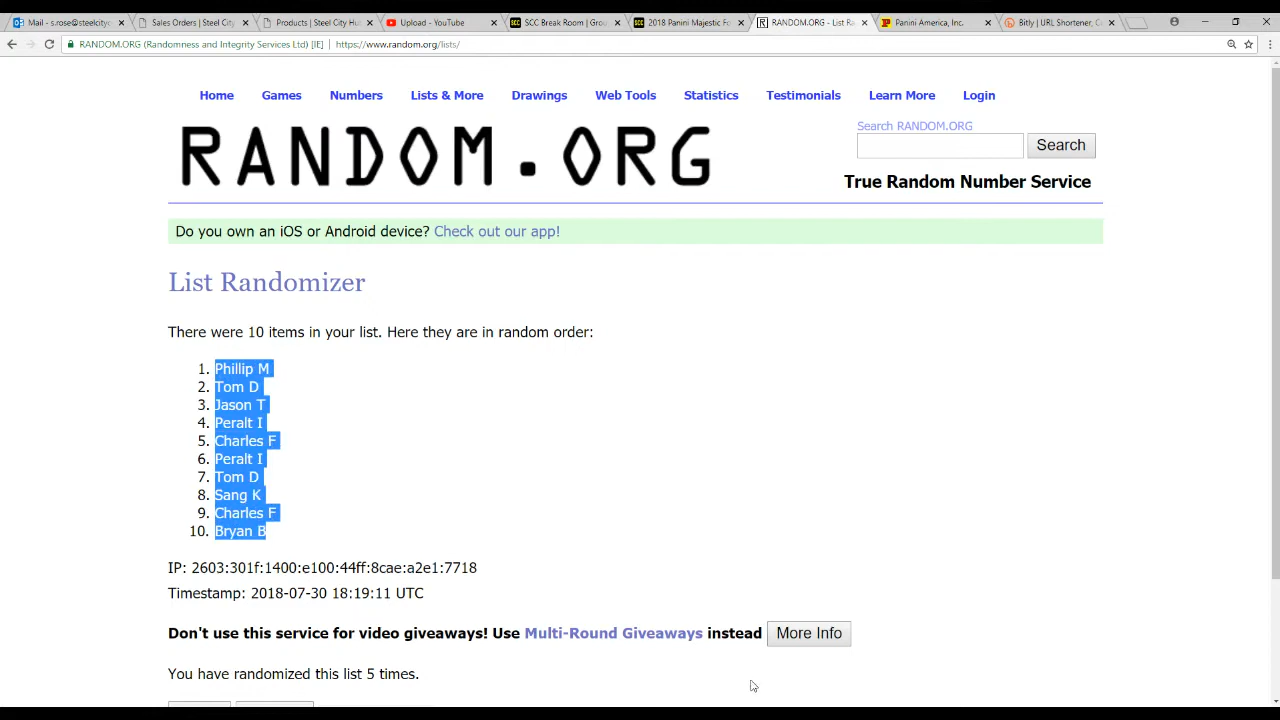 Mail - s.rose@steelcityc
Sales Orders | Steel City
Products | Steel City Hu
Upload - YouTube
SCC Break Room | Grou
2018 Panini Majestic Fo
RANDOM.ORG - List Ra
Panini America, Inc.
Bitly | URL Shortener
RANDOM.ORG (Randomness and Integrity Services Ltd) [IE] https://www.random.org/lists/
Home Games Numbers Lists & More Drawings Web Tools Statistics Testimonials Learn More Login
RANDOM.ORG
Search RANDOM.ORG
Search
True Random Number Service
Do you own an iOS or Android device? Check out our app!
List Randomizer
There were 10 items in your list. Here they are in random order:
1. Phillip M
2. Tom D
3. Jason T
4. Peralt I
5. Charles F
6. Peralt I
7. Tom D
8. Sang K
9. Charles F
10. Bryan B
IP: 2603:301f:1400:e100:44ff:8cae:a2e1:7718
Timestamp: 2018-07-30 18:19:11 UTC
Don't use this service for video giveaways! Use Multi-Round Giveaways instead More Info
You have randomized this list 5 times.